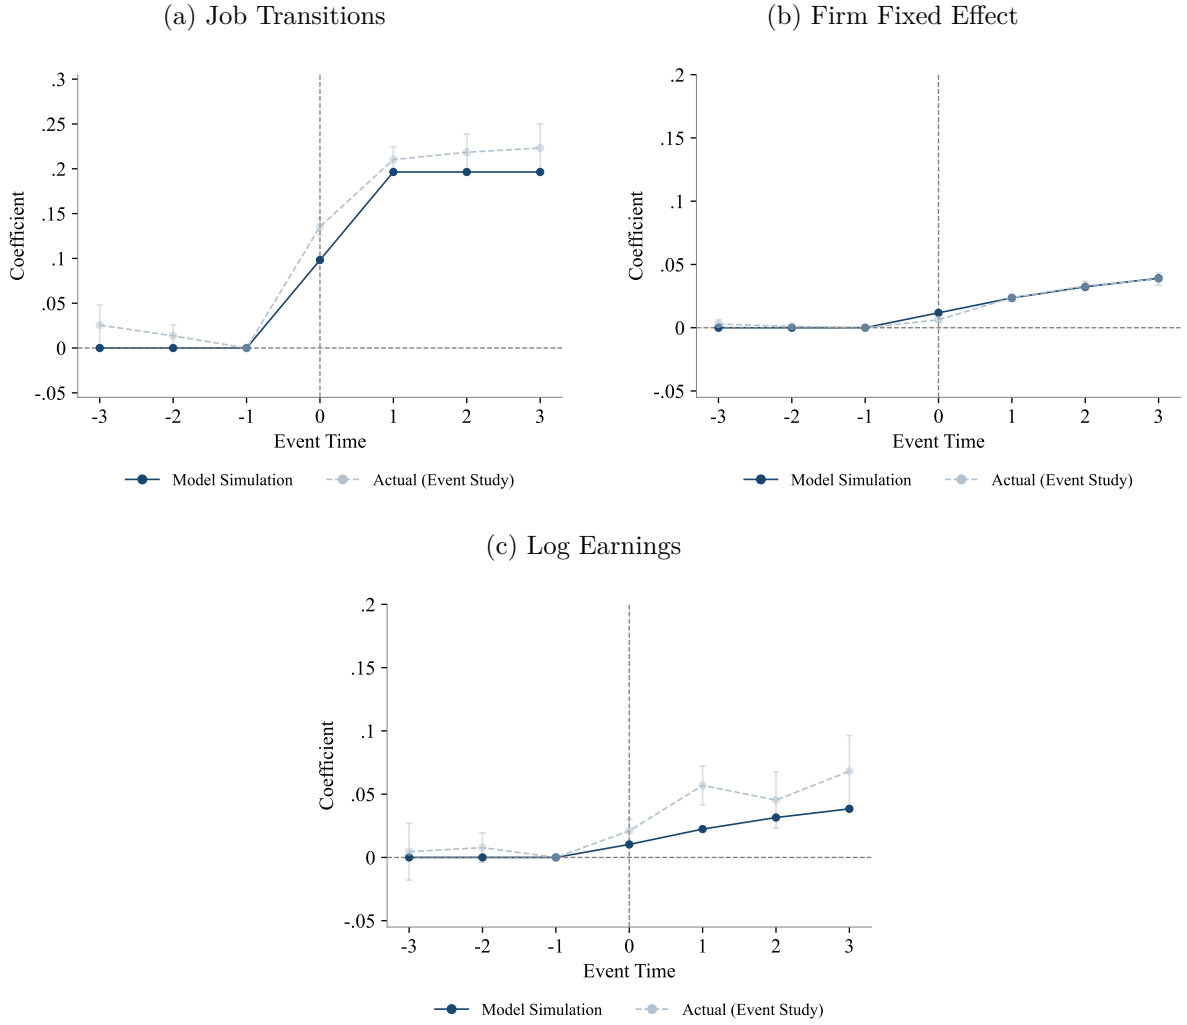 (a) Job Transitions
.3
.25
.2
.15
.1
.05
0
-.05
Coefficient
-3 -2 -1 0 1 2 3
Event Time
Model Simulation Actual (Event Study)
(b) Firm Fixed Effect
.2
.15
.1
.05
0
-.05
Coefficient
-3 -2 -1 0 1 2 3
Event Time
Model Simulation Actual (Event Study)
(c) Log Earnings
.2
.15
.1
.05
0
-.05
Coefficient
-3 -2 -1 0 1 2 3
Event Time
Model Simulation Actual (Event Study)